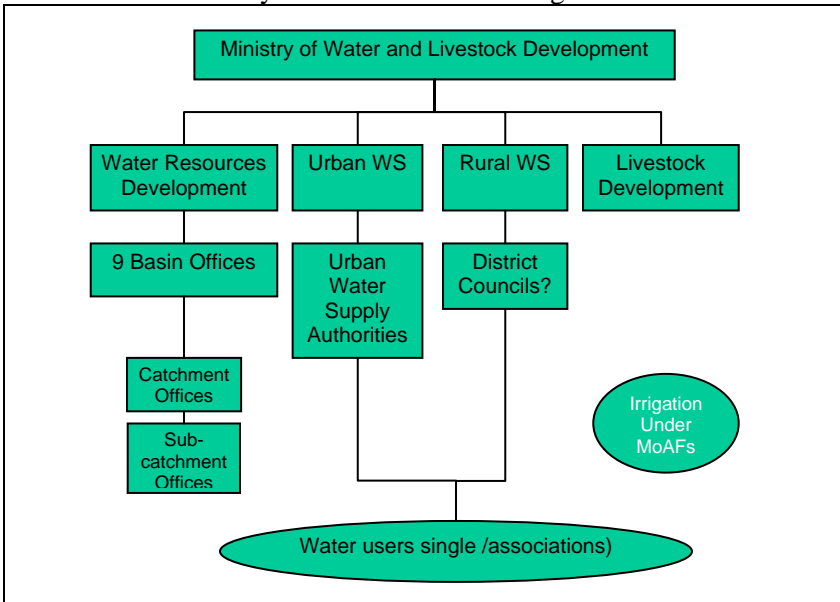 Ministry of Water and Livestock Development
Water Resources
Development
Urban WS
Rural WS
Livestock
Development
9 Basin Offices
Urban
Water
Supply
Authorities
District
Councils?
Catchment
Offices
Sub-
catchment
Offices
Irrigation
Under
MoAFs
Water users single /associations)